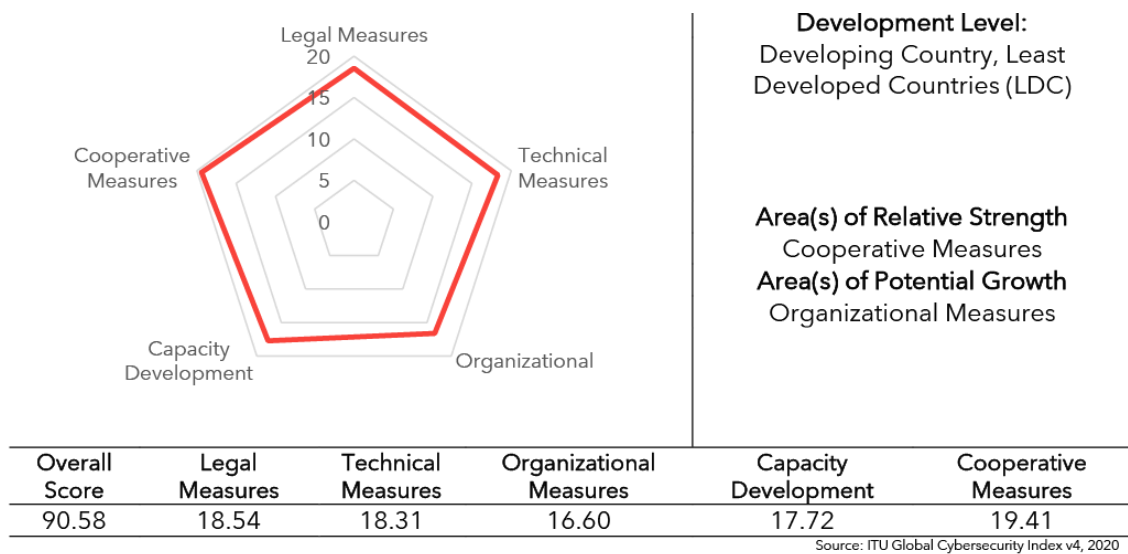 Legal Measures
20
15
10
5
0
Cooperative
Measures
Technical
Measures
Capacity
Development
Organizational
Development Level:
Developing Country, Least
Developed Countries (LDC)
Area(s) of Relative Strength
Cooperative Measures
Area(s) of Potential Growth
Organizational Measures
Overall Score Legal Measures Technical Measures Organizational Measures Capacity Development Cooperative Measures
90.58 18.54 18.31 16.60 17.72 19.41
Source: ITU Global Cybersecurity Index v4, 2020